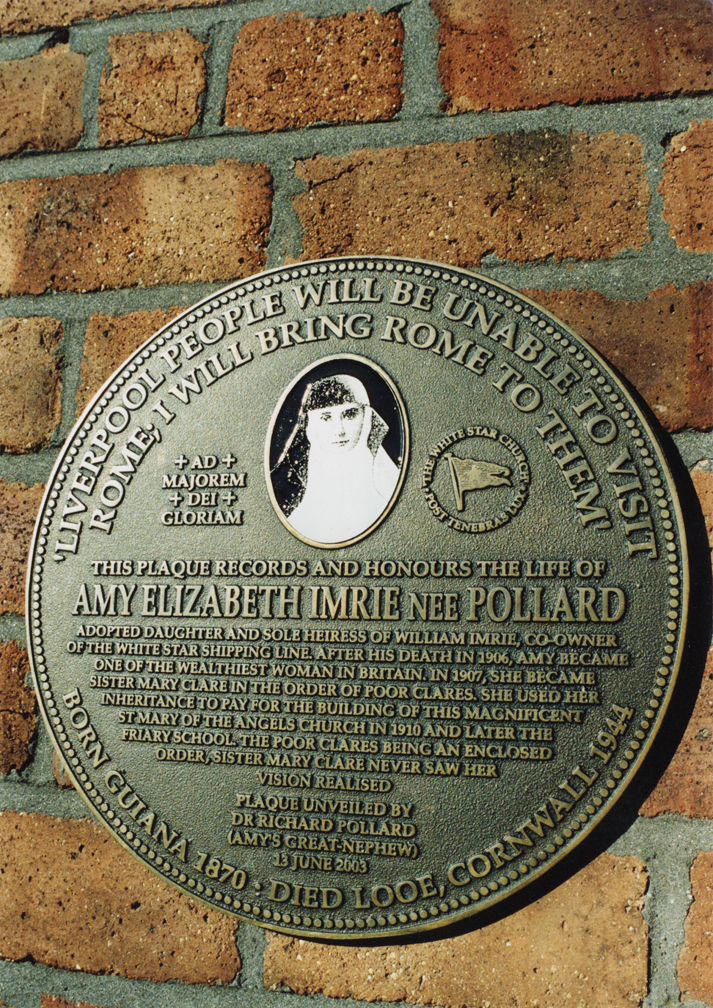 'LIVERPOOL PEOPLE WILL BE UNABLE TO VISIT
ROME; I WILL BRING ROME TO THEM'
+ AD +
MAJOREM
+ DEI +
GLORIAM
THE WHITE STAR CHURCH
POST TENEBRAS LUX
THIS PLAQUE RECORDS AND HONOURS THE LIFE OF
AMY ELIZABETH IMRIE NEE POLLARD
ADOPTED DAUGHTER AND SOLE HEIRESS OF WILLIAM IMRIE, CO-OWNER
OF THE WHITE STAR SHIPPING LINE. AFTER HIS DEATH IN 1906, AMY BECAME
ONE OF THE WEALTHIEST WOMAN IN BRITAIN. IN 1907, SHE BECAME
SISTER MARY CLARE IN THE ORDER OF POOR CLARES. SHE USED HER
INHERITANCE TO PAY FOR THE BUILDING OF THIS MAGNIFICENT
ST MARY OF THE ANGELS CHURCH IN 1910 AND LATER THE
FRIARY SCHOOL. THE POOR CLARES BEING AN ENCLOSED
ORDER, SISTER MARY CLARE NEVER SAW HER
VISION REALISED
PLAQUE UNVEILED BY
DR RICHARD POLLARD
(AMY'S GREAT-NEPHEW)
13 JUNE 2003
BORN GUIANA 1870 : DIED LOOE, CORNWALL 1944